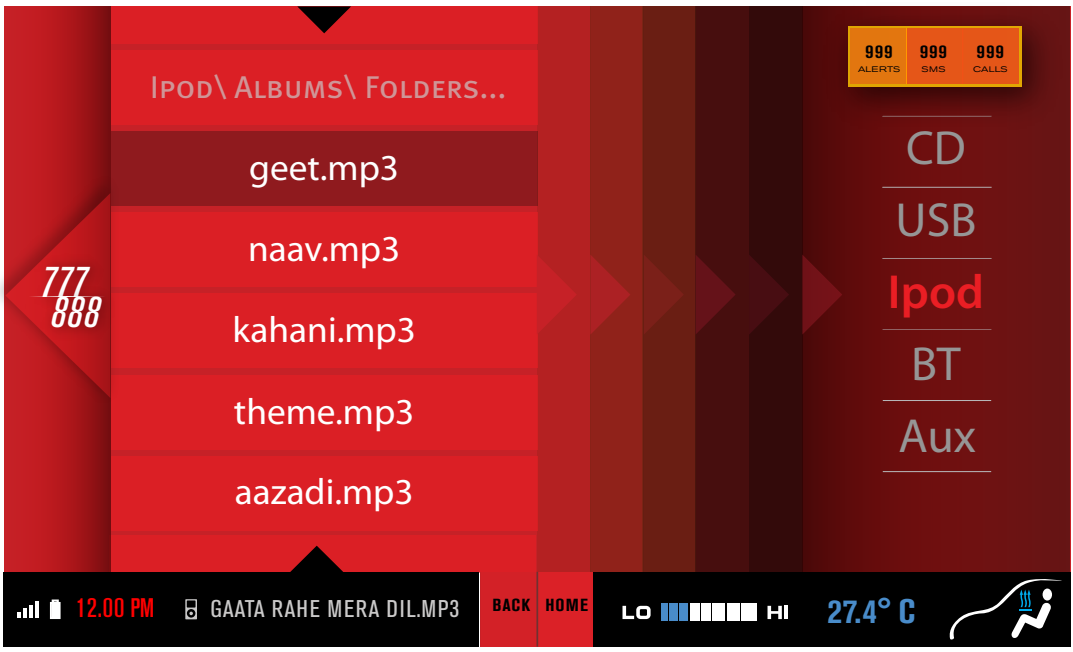 IPOD\ ALBUMS\ FOLDERS...
geet.mp3
naav.mp3
kahani.mp3
theme.mp3
aazadi.mp3
777
888
999 999 999
ALERTS SMS CALLS
CD
USB
Ipod
BT
Aux
12.00 PM GAATA RAHE MERA DIL.MP3 BACK HOME LO HI 27.4° C